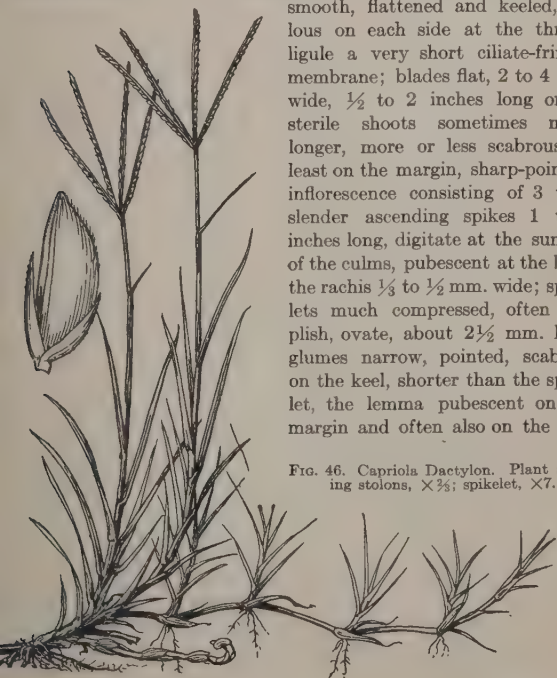 smooth, flattened and keeled,
lous on each side at the thr
ligule a very short ciliate-fri
membrane; blades flat, 2 to 4
wide, ½ to 2 inches long o
sterile shoots sometimes m
longer, more or less scabrous
least on the margin, sharp-poin
inflorescence consisting of 3
slender ascending spikes 1
inches long, digitate at the sum
of the culms, pubescent at the b
the rachis ⅓ to ½ mm. wide; sp
lets much compressed, often
plish, ovate, about 2½ mm.
glumes narrow, pointed, scab
on the keel, shorter than the sp
let, the lemma pubescent on
margin and often also on the
FIG. 46. Capriola Dactylon. Plant
ing stolons, ×⅔; spikelet, ×7.